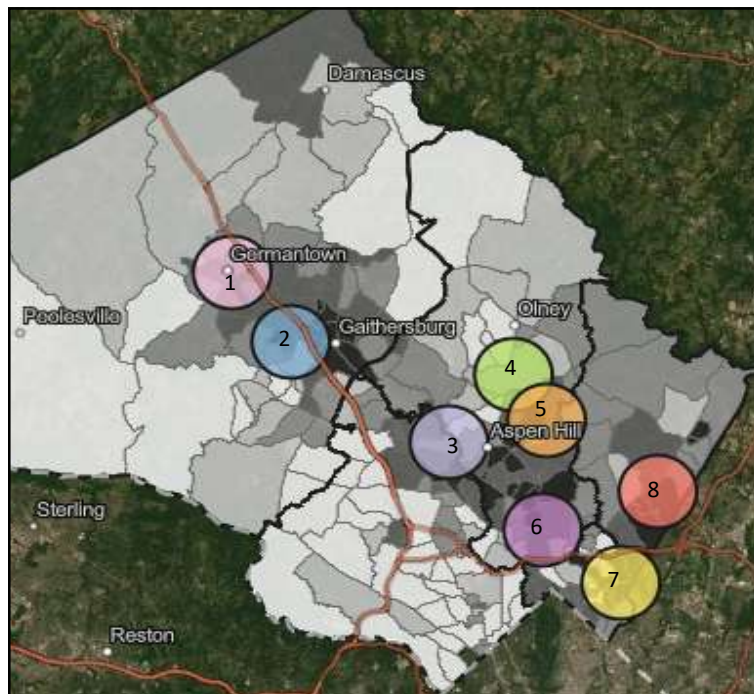 Damascus
Germantown
1
Poolesville
2
Gaithersburg
Olney
4
5
3
Aspen Hill
8
Sterling
6
7
Reston